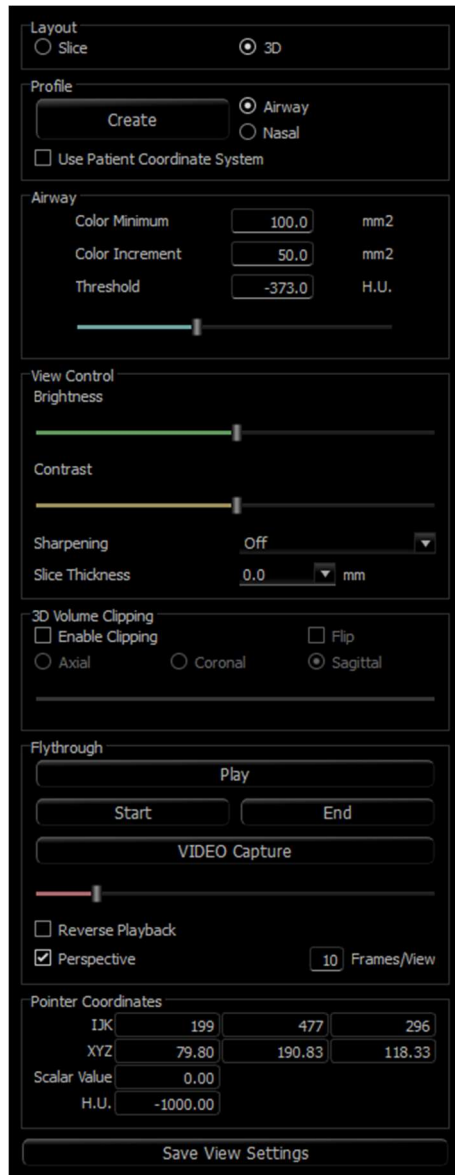 Layout
Slice 3D
Profile
Create
Airway
Nasal
Use Patient Coordinate System
Airway
Color Minimum 100.0 mm2
Color Increment 50.0 mm2
Threshold -373.0 H.U.
View Control
Brightness
Contrast
Sharpening Off
Slice Thickness 0.0 mm
3D Volume Clipping
Enable Clipping Flip
Axial Coronal Sagittal
Flythrough
Play
Start End
VIDEO Capture
Reverse Playback
Perspective 10 Frames/View
Pointer Coordinates
IJK 199 477 296
XYZ 79.80 190.83 118.33
Scalar Value 0.00
H.U. -1000.00
Save View Settings